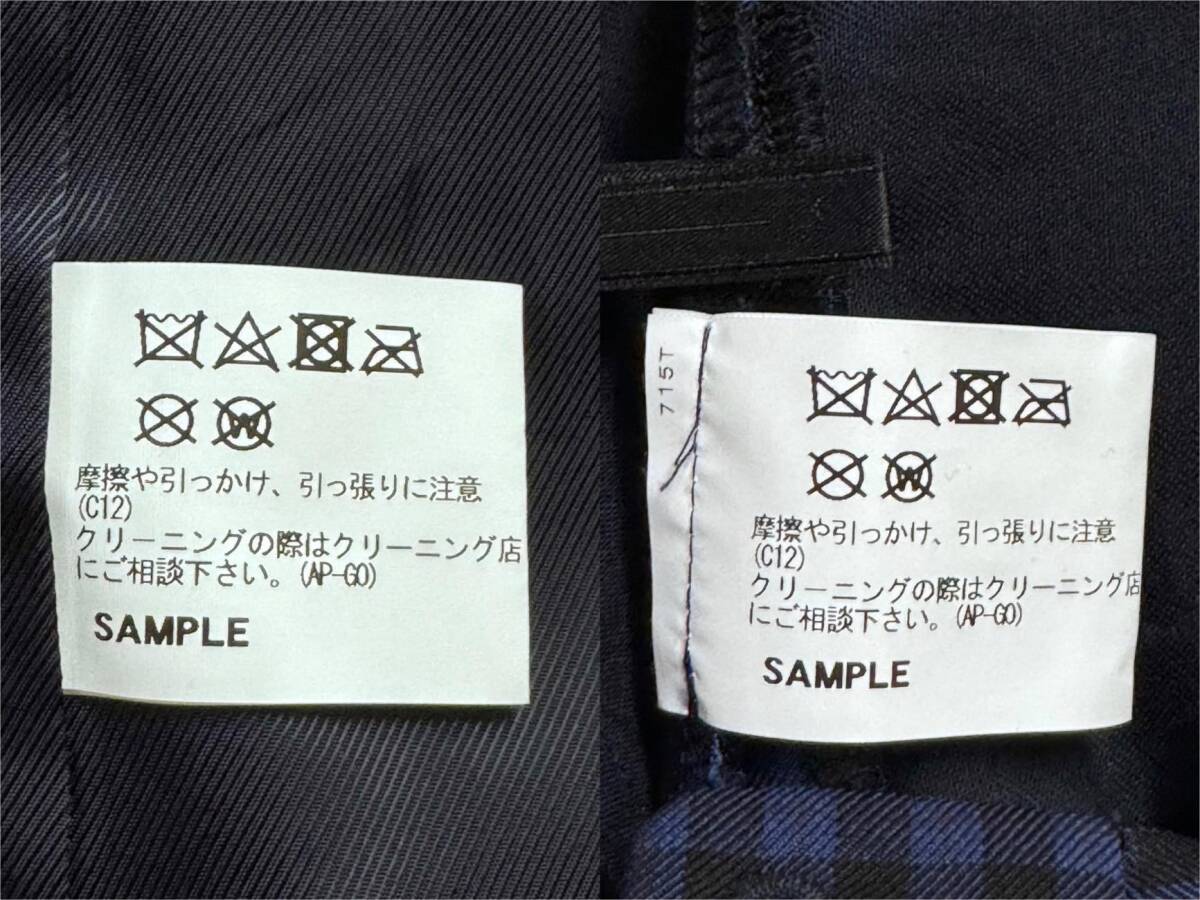 W
摩擦や引っかけ、引っ張りに注意
(C12)
クリーニングの際はクリーニング店
にご相談下さい。(AP-GO)
SAMPLE
715T
W
摩擦や引っかけ、引っ張りに注意
(C12)
クリーニングの際はクリーニング店
にご相談下さい。(AP-GO)
SAMPLE